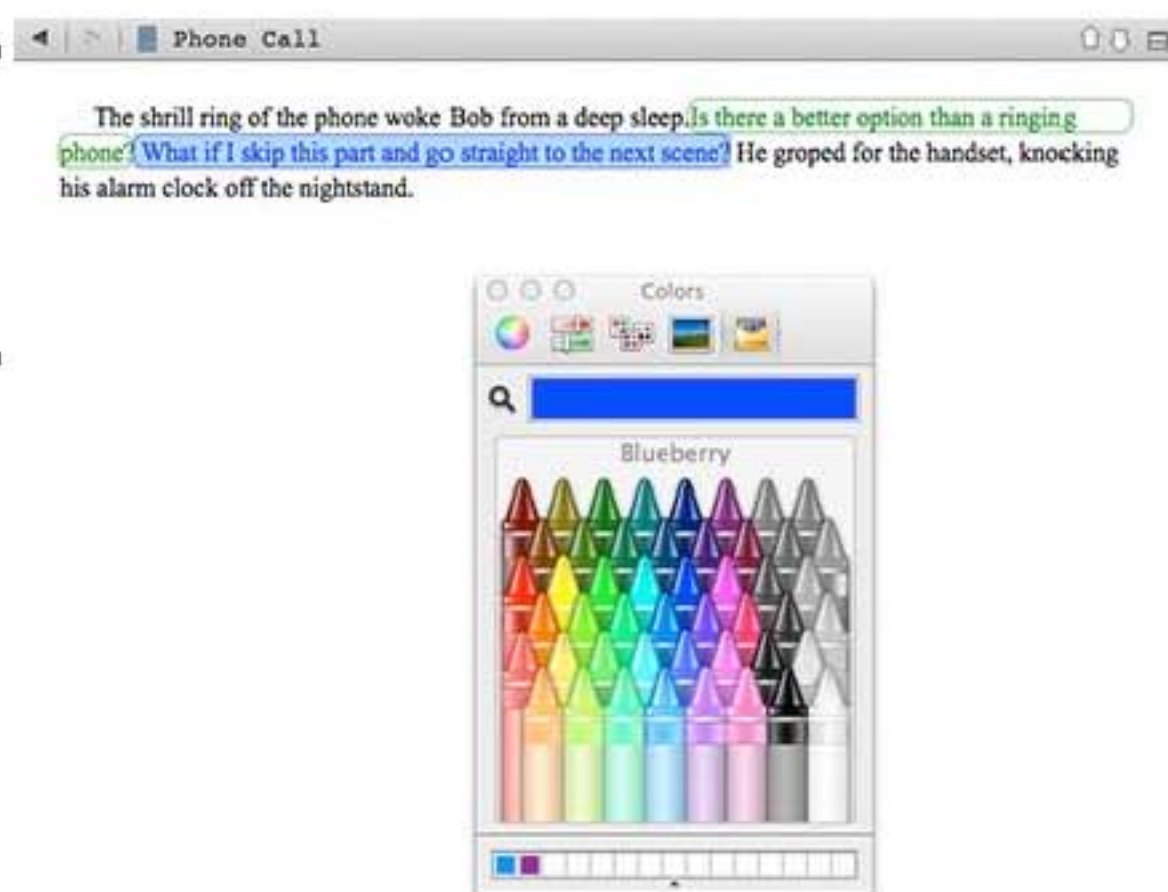 Phone Call
The shrill ring of the phone woke Bob from a deep sleep.Is there a better option than a ringing
phone? What if I skip this part and go straight to the next scene? He groped for the handset, knocking
his alarm clock off the nightstand.
Colors
Blueberry